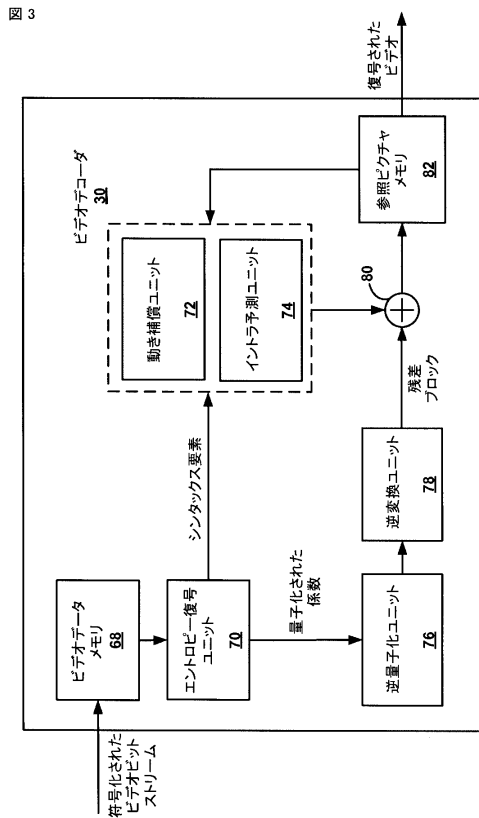 図 3
符号化された
ビデオビット
ストリーム
ビデオデータ
メモリ
68
エントロピー復号
ユニット
70
シンタックス要素
量子化された
係数
ビデオデコーダ
30
動き補償ユニット
72
イントラ予測ユニット
74
逆量子化ユニット
76
逆変換ユニット
78
残差
ブロック
80
参照ピクチャ
メモリ
82
復号された
ビデオ